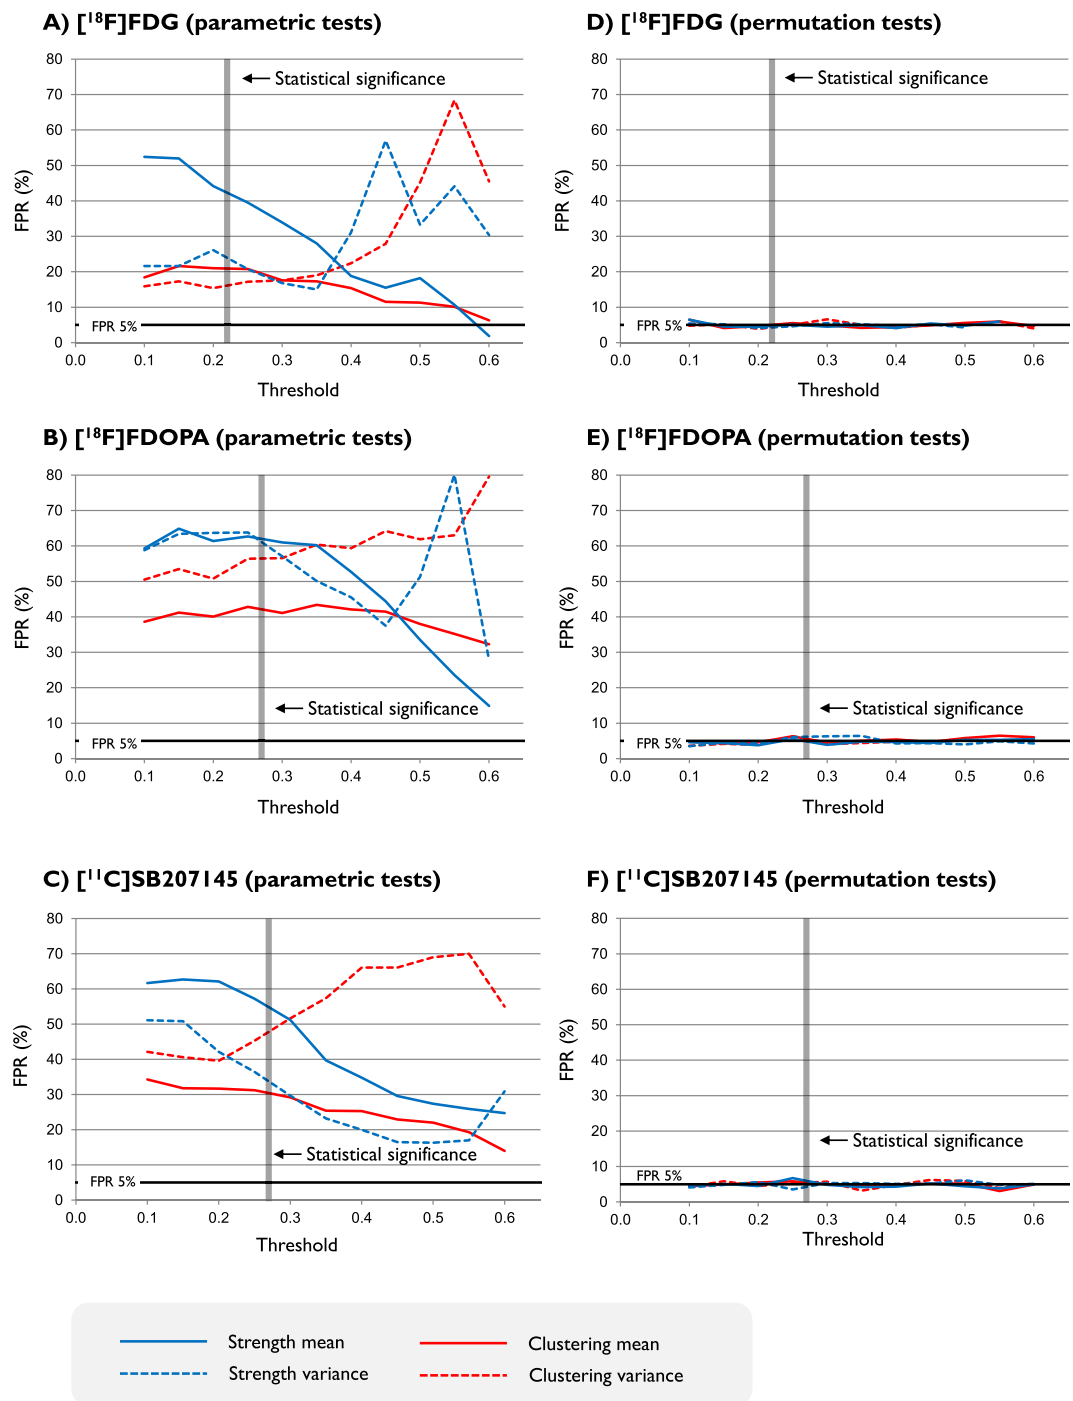 A) [¹⁸F]FDG (parametric tests)
80
70
60
50
40
30
20
10
0
FPR (%)
Statistical significance
FPR 5%
0.0 0.1 0.2 0.3 0.4 0.5 0.6
Threshold
D) [¹⁸F]FDG (permutation tests)
80
70
60
50
40
30
20
10
0
FPR (%)
Statistical significance
FPR 5%
0.0 0.1 0.2 0.3 0.4 0.5 0.6
Threshold
B) [¹⁸F]FDOPA (parametric tests)
80
70
60
50
40
30
20
10
0
FPR (%)
Statistical significance
FPR 5%
0.0 0.1 0.2 0.3 0.4 0.5 0.6
Threshold
E) [¹⁸F]FDOPA (permutation tests)
80
70
60
50
40
30
20
10
0
FPR (%)
Statistical significance
FPR 5%
0.0 0.1 0.2 0.3 0.4 0.5 0.6
Threshold
C) [¹¹C]SB207145 (parametric tests)
80
70
60
50
40
30
20
10
0
FPR (%)
Statistical significance
FPR 5%
0.0 0.1 0.2 0.3 0.4 0.5 0.6
Threshold
F) [¹¹C]SB207145 (permutation tests)
80
70
60
50
40
30
20
10
0
FPR (%)
Statistical significance
FPR 5%
0.0 0.1 0.2 0.3 0.4 0.5 0.6
Threshold
Strength mean
Clustering mean
Strength variance
Clustering variance